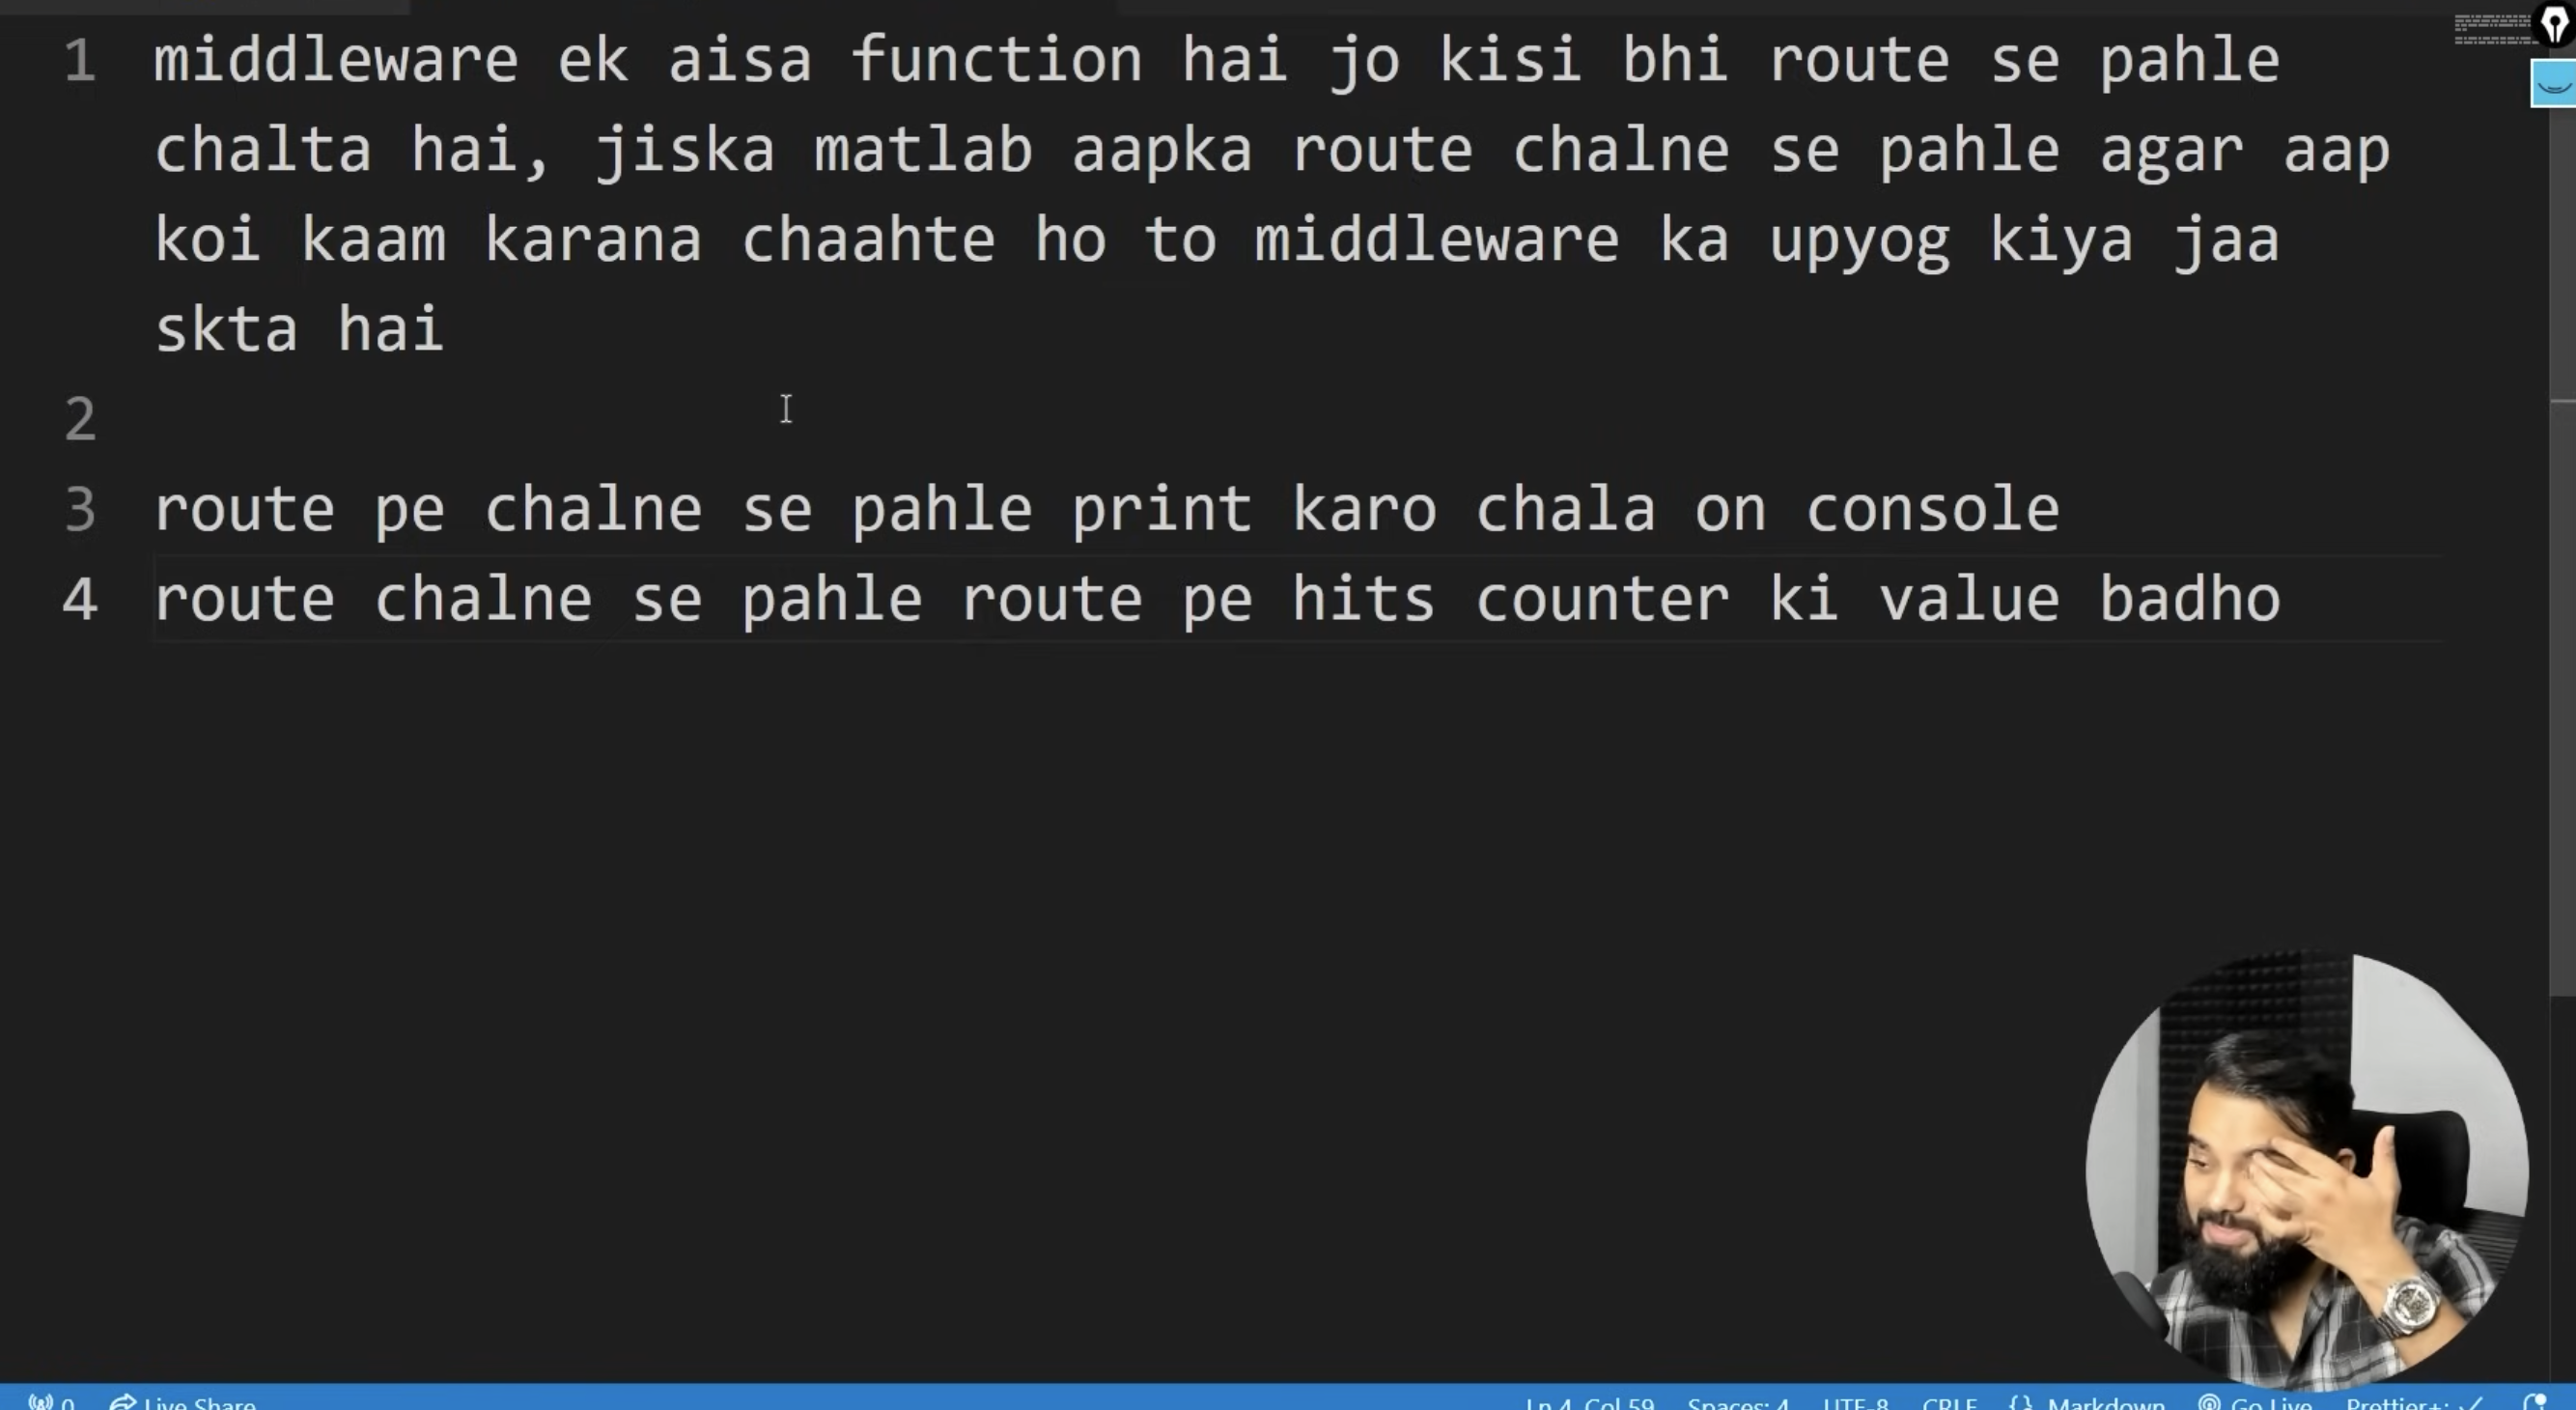 1 middleware ek aisa function hai jo kisi bhi route se pahle
chalta hai, jiska matlab aapka route chalne se pahle agar aap
koi kaam karana chaahte ho to middleware ka upyog kiya jaa
skta hai
2
3 route pe chalne se pahle print karo chala on console
4 route chalne se pahle route pe hits counter ki value badho
0 Live Share Ln 4, Col 59 Spaces: 4 UTF-8 CRLF {} Markdown Go Live Prettier+: ✓